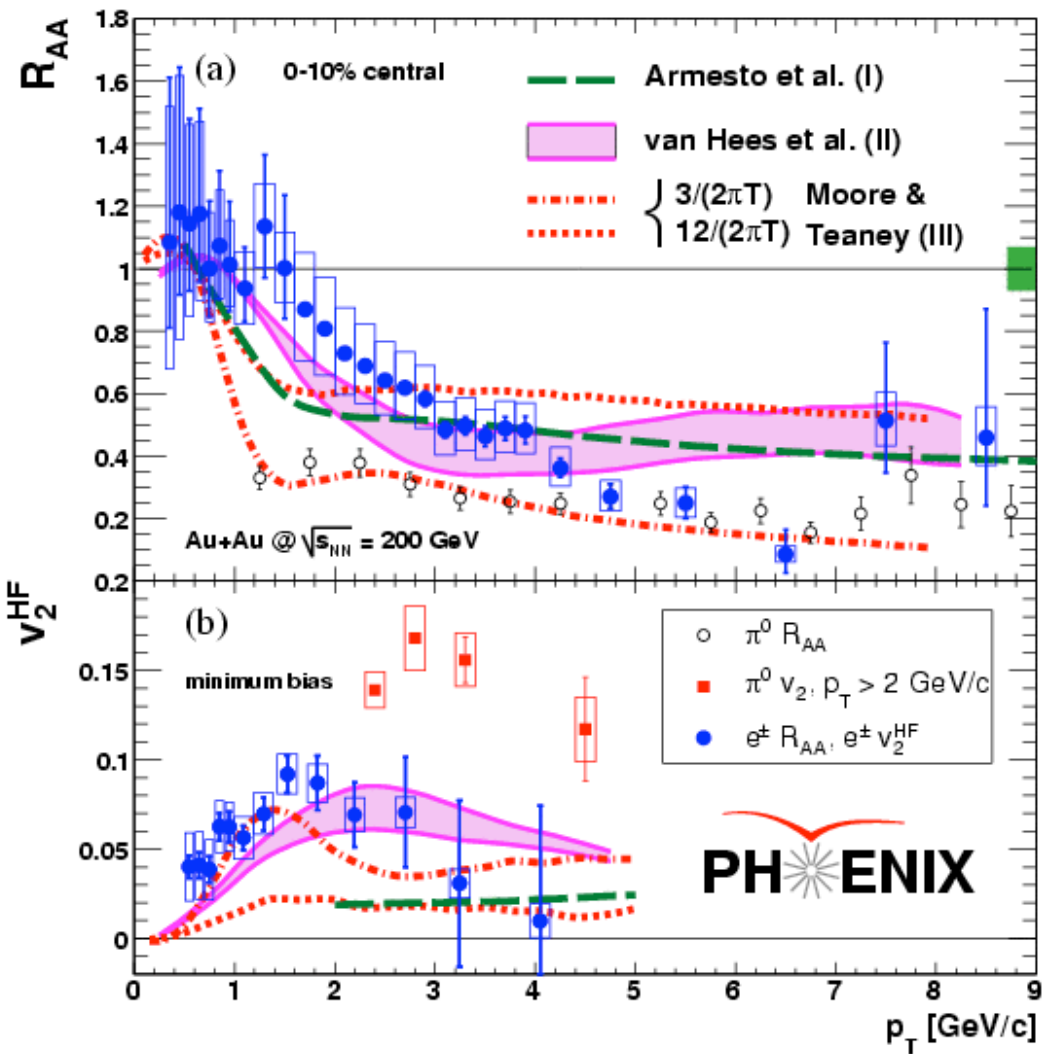 R_AA
1.8
1.6
1.4
1.2
1
0.8
0.6
0.4
0.2
(a) 0-10% central
Armesto et al. (I)
van Hees et al. (II)
3/(2πT) Moore &
12/(2πT) Teaney (III)
Au+Au @ √s_NN = 200 GeV
0.2
v_2^HF
0.15
0.1
0.05
0
(b)
minimum bias
π⁰ R_AA
π⁰ v_2, p_T > 2 GeV/c
e± R_AA, e± v_2^HF
PHENIX
0 1 2 3 4 5 6 7 8 9
p_T [GeV/c]